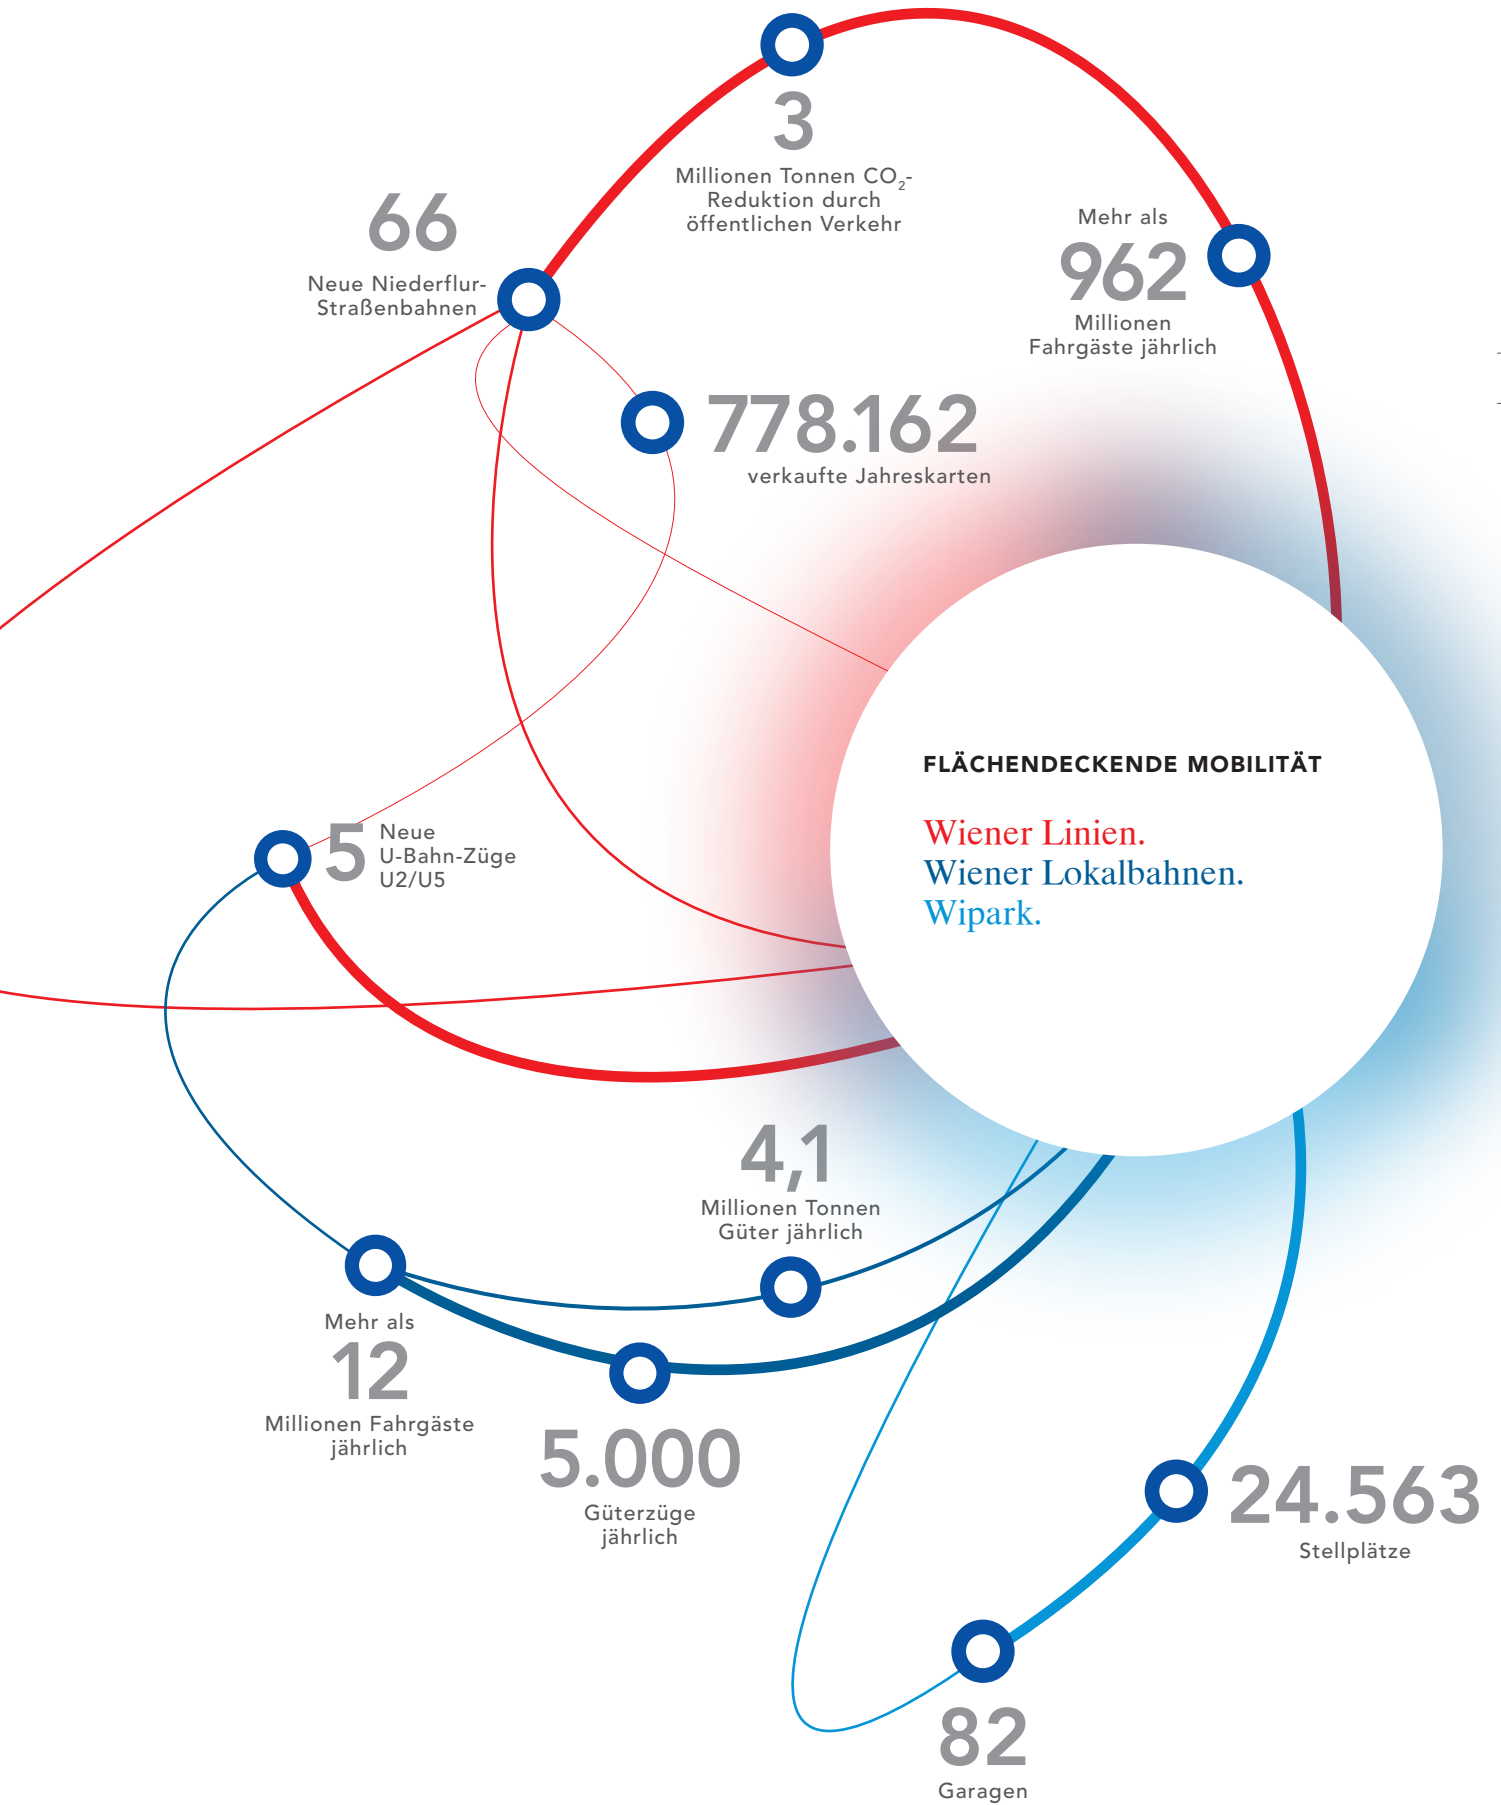 3
Millionen Tonnen CO₂-
Reduktion durch
öffentlichen Verkehr
66
Neue Niederflur-
Straßenbahnen
Mehr als
962
Millionen
Fahrgäste jährlich
778.162
verkaufte Jahreskarten
FLÄCHENDECKENDE MOBILITÄT
Wiener Linien.
Wiener Lokalbahnen.
Wipark.
5
Neue
U-Bahn-Züge
U2/U5
4,1
Millionen Tonnen
Güter jährlich
Mehr als
12
Millionen Fahrgäste
jährlich
5.000
Güterzüge
jährlich
24.563
Stellplätze
82
Garagen